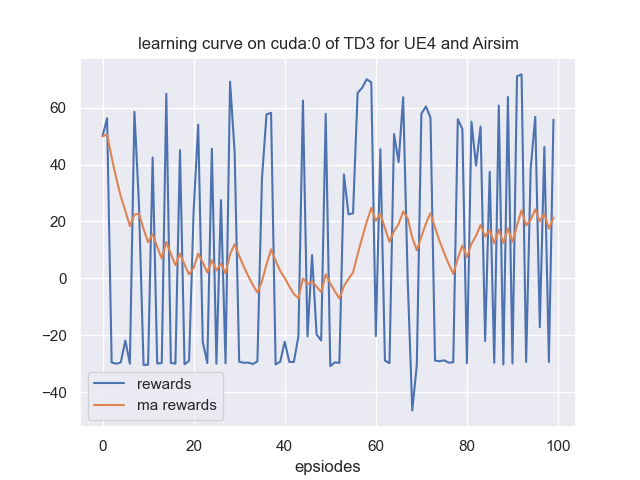 learning curve on cuda:0 of TD3 for UE4 and Airsim
60
40
20
0
−20
−40
rewards
ma rewards
0 20 40 60 80 100
epsiodes